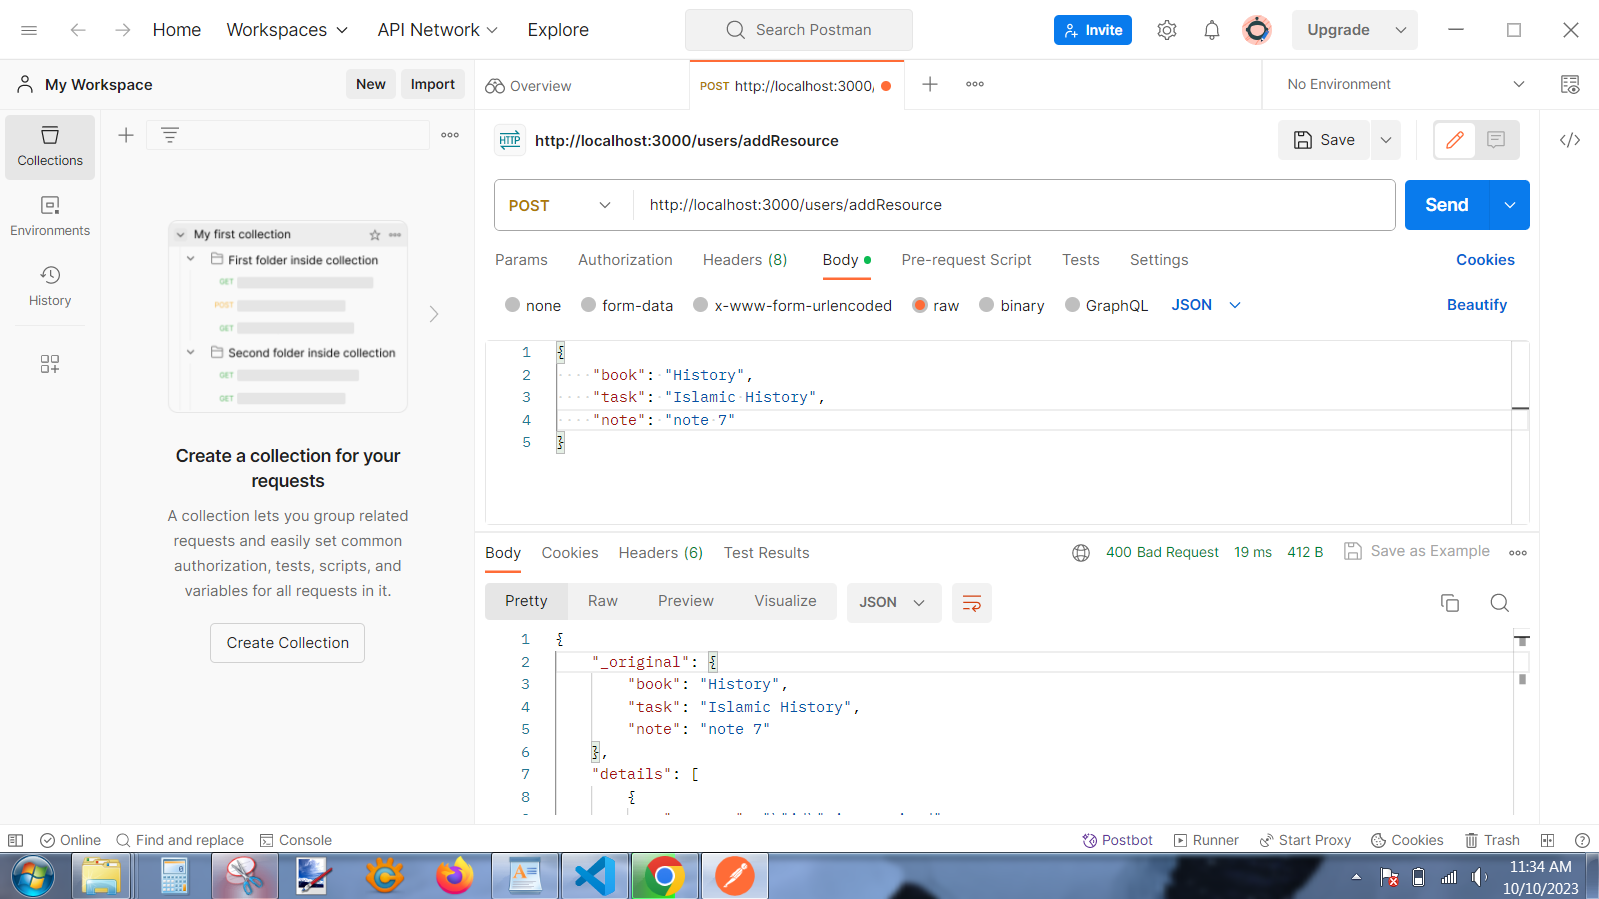 Home
Workspaces
API Network
Explore
Search Postman
Invite
Upgrade
My Workspace
New
Import
Overview
POST http://localhost:3000/
No Environment
Collections
Environments
History
My first collection
First folder inside collection
GET
POST
GET
Second folder inside collection
GET
GET
Create a collection for your
requests
A collection lets you group related
requests and easily set common
authorization, tests, scripts, and
variables for all requests in it.
Create Collection
HTTP
http://localhost:3000/users/addResource
Save
POST
http://localhost:3000/users/addResource
Send
Params
Authorization
Headers (8)
Body
Pre-request Script
Tests
Settings
Cookies
none
form-data
x-www-form-urlencoded
raw
binary
GraphQL
JSON
Beautify
1 {
2 "book": "History",
3 "task": "Islamic History",
4 "note": "note 7"
5 }
Body
Cookies
Headers (6)
Test Results
400 Bad Request
19 ms
412 B
Save as Example
Pretty
Raw
Preview
Visualize
JSON
1 {
2 "_original": {
3 "book": "History",
4 "task": "Islamic History",
5 "note": "note 7"
6 },
7 "details": [
8 {
Online
Find and replace
Console
Postbot
Runner
Start Proxy
Cookies
Trash
11:34 AM
10/10/2023